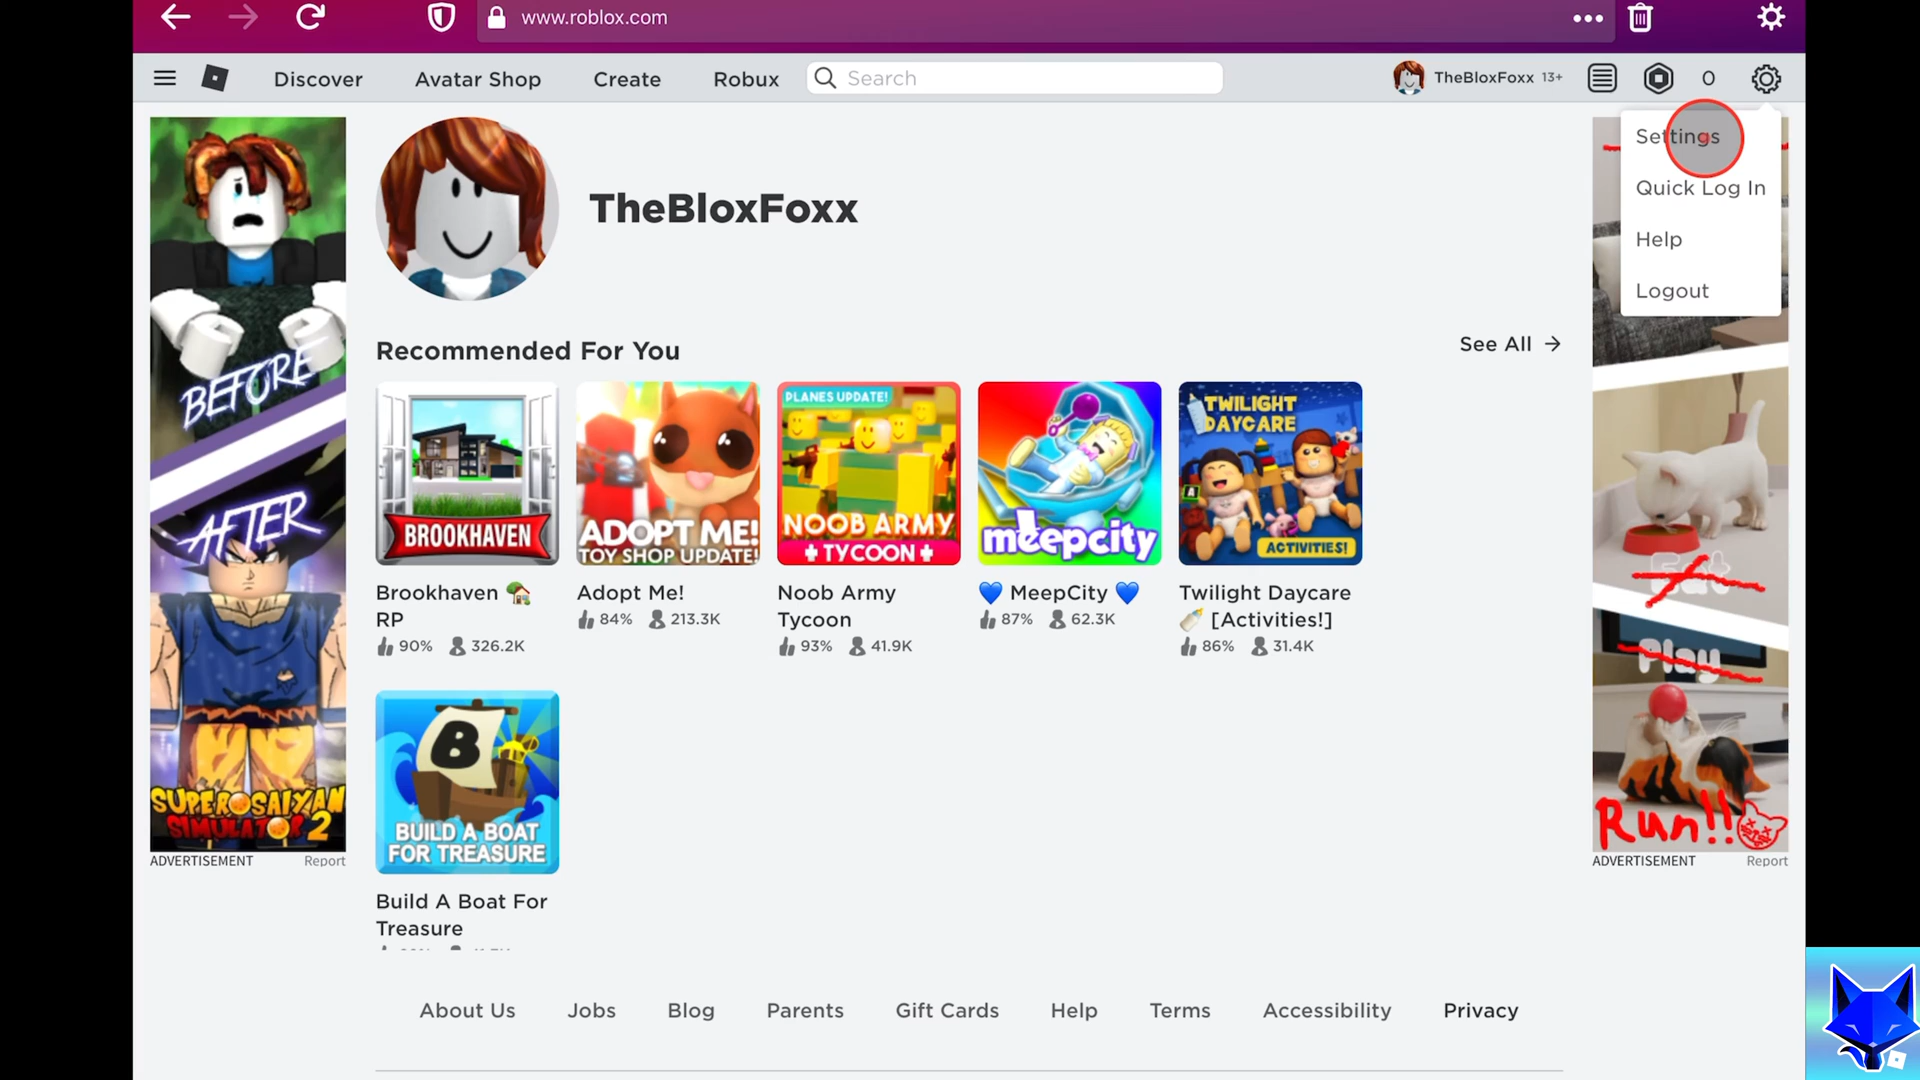 www.roblox.com
Discover
Avatar Shop
Create
Robux
Search
TheBloxFoxx 13+
0
Settings
Quick Log In
Help
Logout
TheBloxFoxx
BEFORE
AFTER
SUPER SAIYAN
SIMULATOR 2
ADVERTISEMENT
Report
Recommended For You
See All
BROOKHAVEN
ADOPT ME!
TOY SHOP UPDATE!
PLANES UPDATE!
NOOB ARMY
TYCOON
meepcity
TWILIGHT
DAYCARE
ACTIVITIES!
Brookhaven 🏡
RP
90% 326.2K
Adopt Me!
84% 213.3K
Noob Army
Tycoon
93% 41.9K
💙 MeepCity 💙
87% 62.3K
Twilight Daycare
🍼 [Activities!]
86% 31.4K
B
BUILD A BOAT
FOR TREASURE
Build A Boat For
Treasure
Eat
Play
Run!!
ADVERTISEMENT
Report
About Us
Jobs
Blog
Parents
Gift Cards
Help
Terms
Accessibility
Privacy